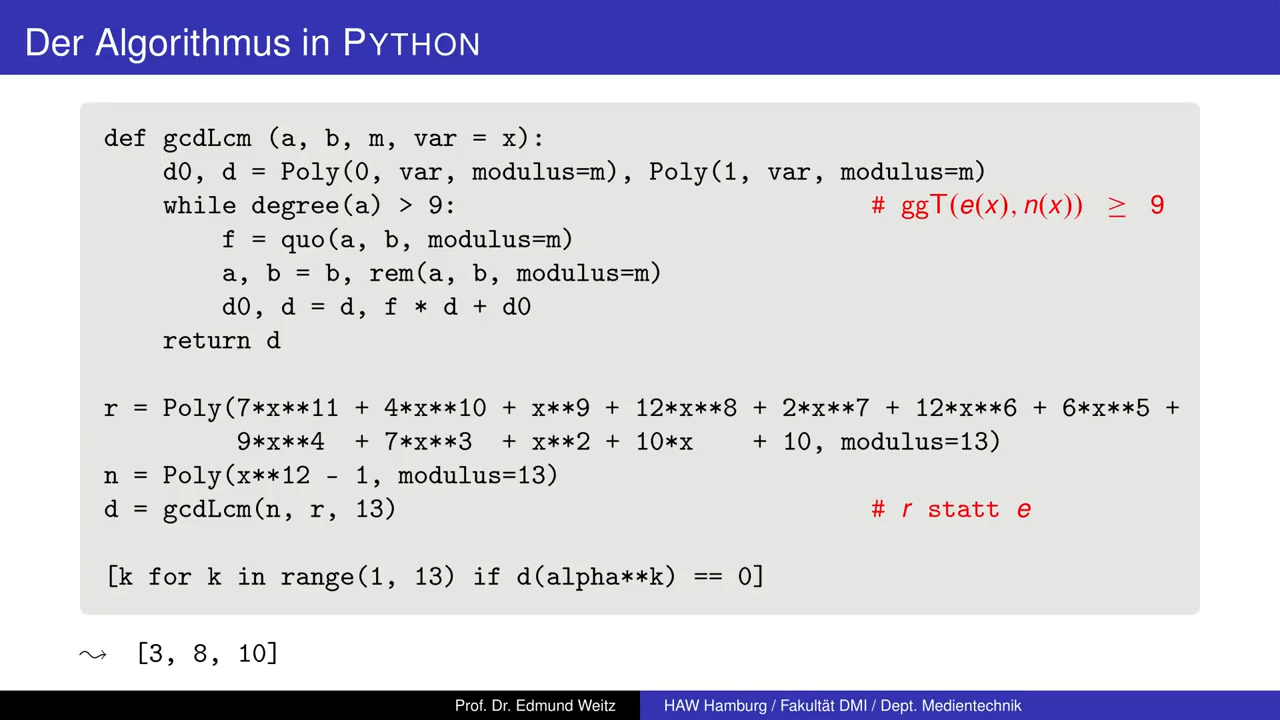 Der Algorithmus in PYTHON
def gcdLcm (a, b, m, var = x):
    d0, d = Poly(0, var, modulus=m), Poly(1, var, modulus=m)
    while degree(a) > 9: # ggT(e(x), n(x)) ≥ 9
        f = quo(a, b, modulus=m)
        a, b = b, rem(a, b, modulus=m)
        d0, d = d, f * d + d0
    return d
r = Poly(7*x**11 + 4*x**10 + x**9 + 12*x**8 + 2*x**7 + 12*x**6 + 6*x**5 +
         9*x**4 + 7*x**3 + x**2 + 10*x + 10, modulus=13)
n = Poly(x**12 - 1, modulus=13)
d = gcdLcm(n, r, 13) # r statt e
[k for k in range(1, 13) if d(alpha**k) == 0]
⤳ [3, 8, 10]
Prof. Dr. Edmund Weitz HAW Hamburg / Fakultät DMI / Dept. Medientechnik